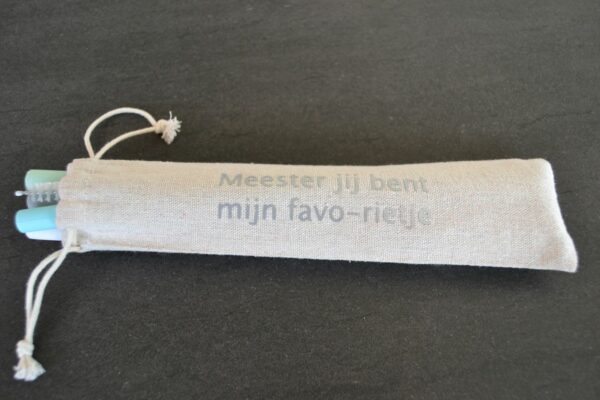 Meester jij bent
mijn favo-rietje